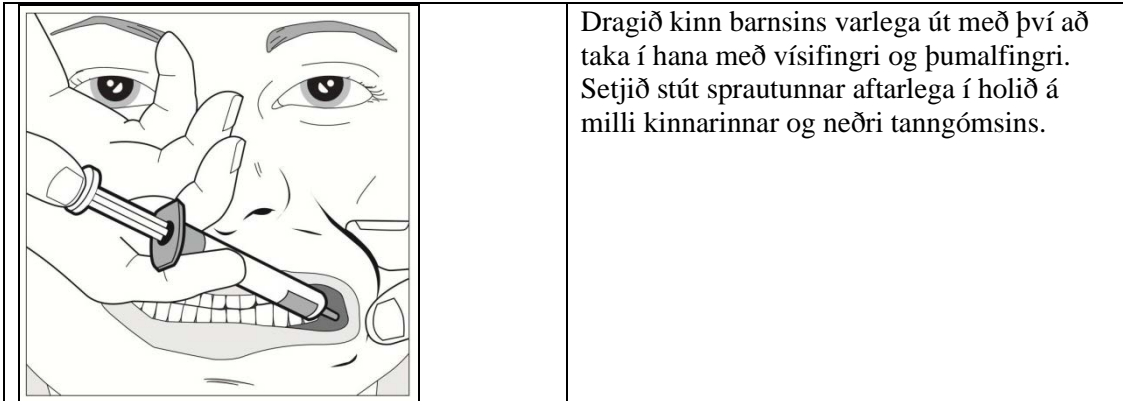 Dragið kinn barnsins varlega út með því að
taka í hana með vísifingri og þumalfingri.
Setjið stút sprautunnar aftarlega í holið á
milli kinnarinnar og neðri tanngómsins.